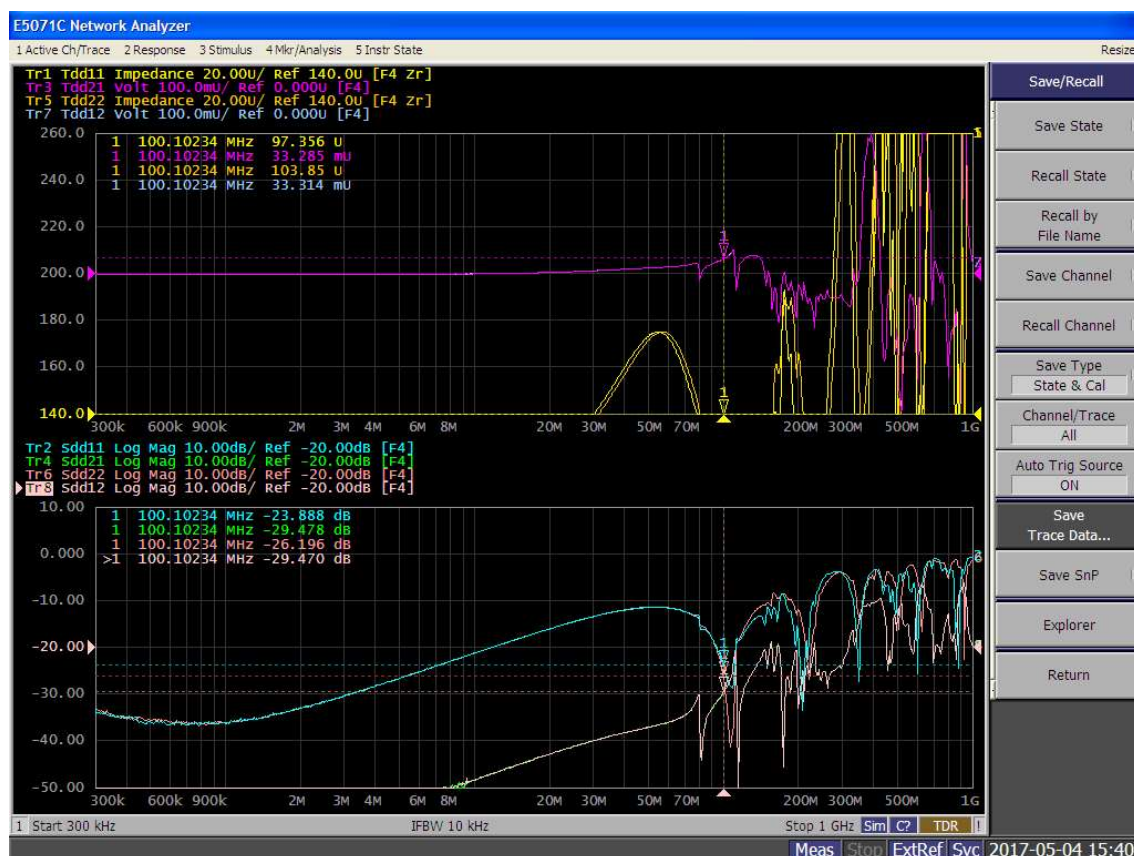 E5071C Network Analyzer
1 Active Ch/Trace 2 Response 3 Stimulus 4 Mkr/Analysis 5 Instr State
Resize
Tr1 Tdd11 Impedance 20.00U/ Ref 140.0U [F4 Zr]
Tr3 Tdd21 Volt 100.0mU/ Ref 0.000U [F4]
Tr5 Tdd22 Impedance 20.00U/ Ref 140.0U [F4 Zr]
Tr7 Tdd12 Volt 100.0mU/ Ref 0.000U [F4]
260.0
240.0
220.0
200.0
180.0
160.0
140.0
1 100.10234 MHz 97.356 U
1 100.10234 MHz 33.285 mU
1 100.10234 MHz 103.85 U
1 100.10234 MHz 33.314 mU
1
1
300k 600k 900k 2M 3M 4M 6M 8M 20M 30M 50M 70M 200M 300M 500M 1G
Tr2 Sdd11 Log Mag 10.00dB/ Ref -20.00dB [F4]
Tr4 Sdd21 Log Mag 10.00dB/ Ref -20.00dB [F4]
Tr6 Sdd22 Log Mag 10.00dB/ Ref -20.00dB [F4]
Tr8 Sdd12 Log Mag 10.00dB/ Ref -20.00dB [F4]
10.00
0.000
-10.00
-20.00
-30.00
-40.00
-50.00
1 100.10234 MHz -23.888 dB
1 100.10234 MHz -29.478 dB
1 100.10234 MHz -26.196 dB
>1 100.10234 MHz -29.470 dB
1
300k 600k 900k 2M 3M 4M 6M 8M 20M 30M 50M 70M 200M 300M 500M 1G
1 Start 300 kHz IFBW 10 kHz Stop 1 GHz Sim C? TDR !
Meas Stop ExtRef Svc 2017-05-04 15:40
Save/Recall
Save State
Recall State
Recall by
File Name
Save Channel
Recall Channel
Save Type
State & Cal
Channel/Trace
All
Auto Trig Source
ON
Save
Trace Data...
Save SnP
Explorer
Return